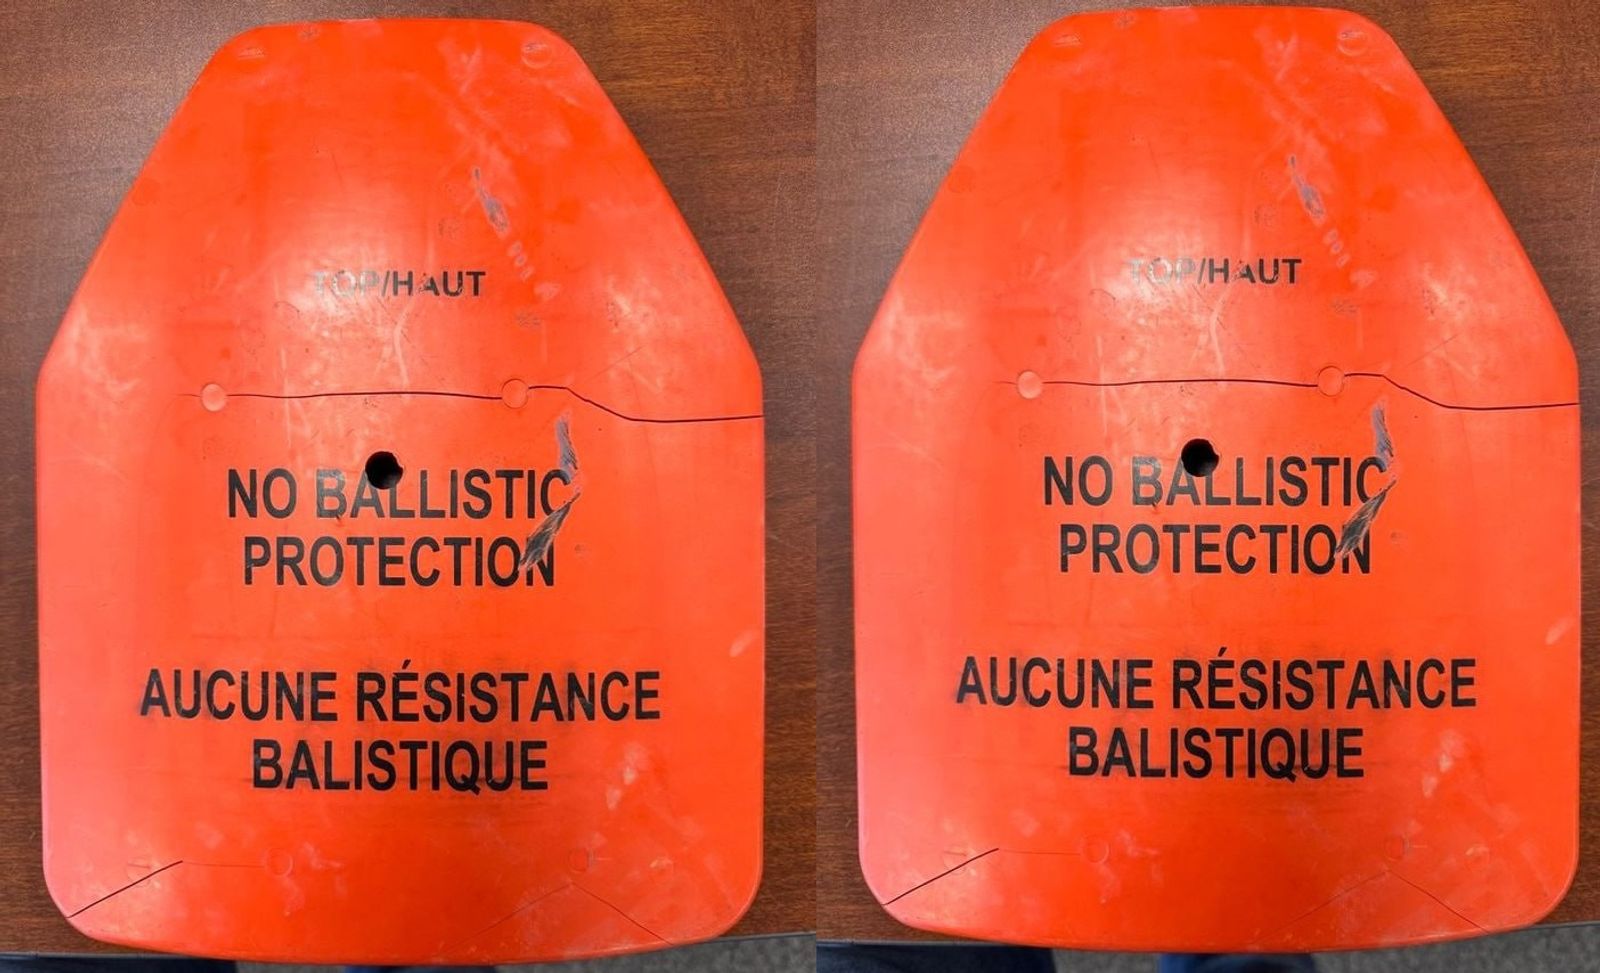 TOP/HAUT
NO BALLISTIC
PROTECTION
AUCUNE RÉSISTANCE
BALISTIQUE
TOP/HAUT
NO BALLISTIC
PROTECTION
AUCUNE RÉSISTANCE
BALISTIQUE